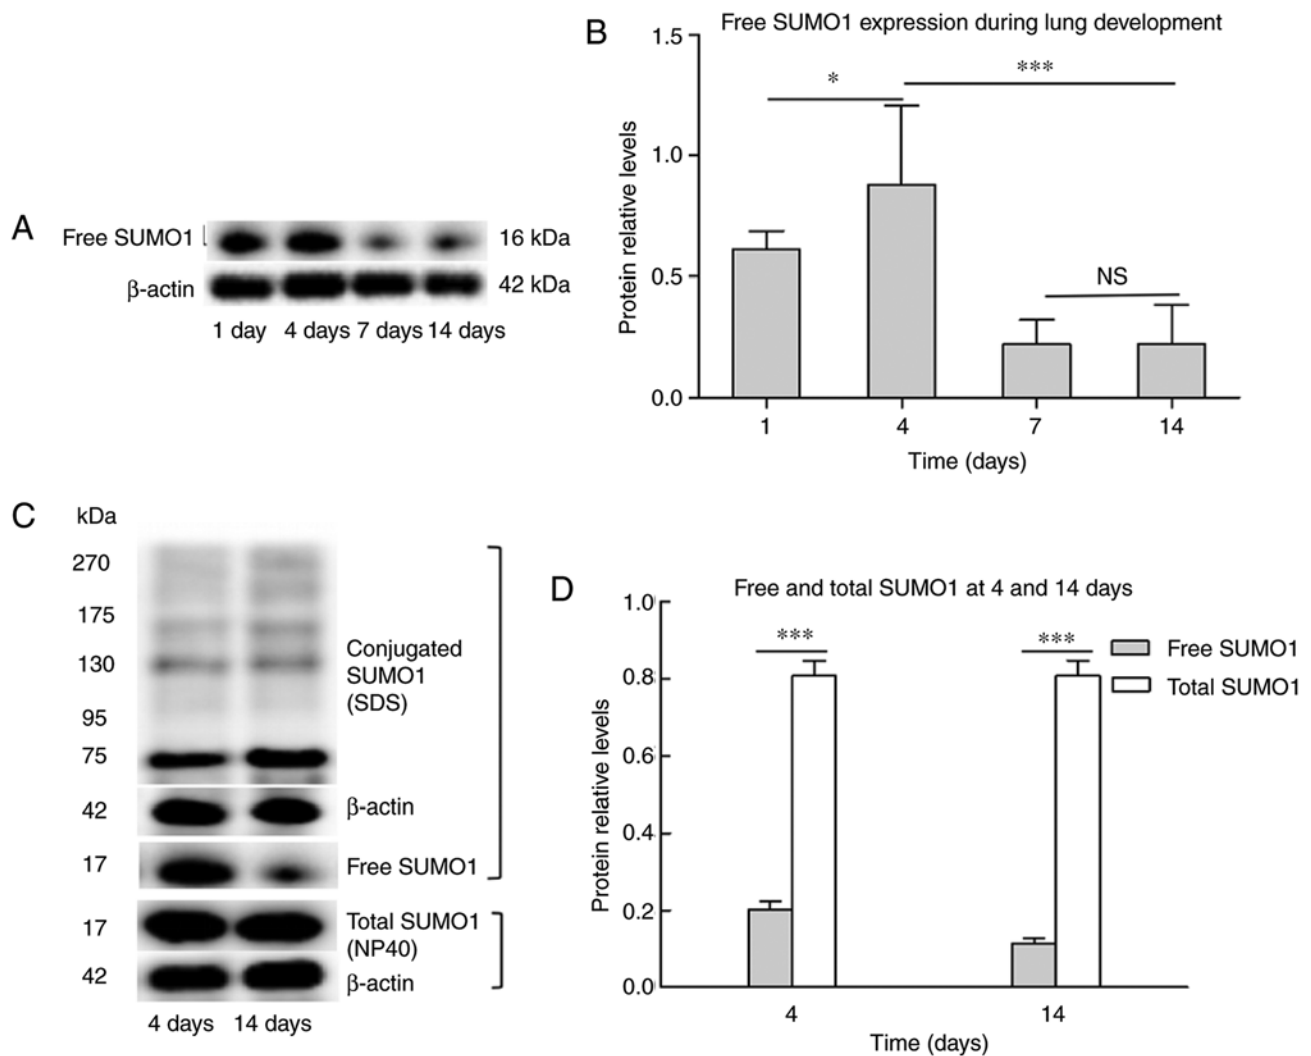 A
Free SUMO1
16 kDa
β-actin
42 kDa
1 day 4 days 7 days 14 days
B
Free SUMO1 expression during lung development
Protein relative levels
1.5
1.0
0.5
0.0
*
***
NS
1 4 7 14
Time (days)
C
kDa
270
175
130
95
75
42
17
17
42
Conjugated
SUMO1
(SDS)
β-actin
Free SUMO1
Total SUMO1
(NP40)
β-actin
4 days 14 days
D
Free and total SUMO1 at 4 and 14 days
Protein relative levels
1.0
0.8
0.6
0.4
0.2
0.0
***
***
Free SUMO1
Total SUMO1
4 14
Time (days)